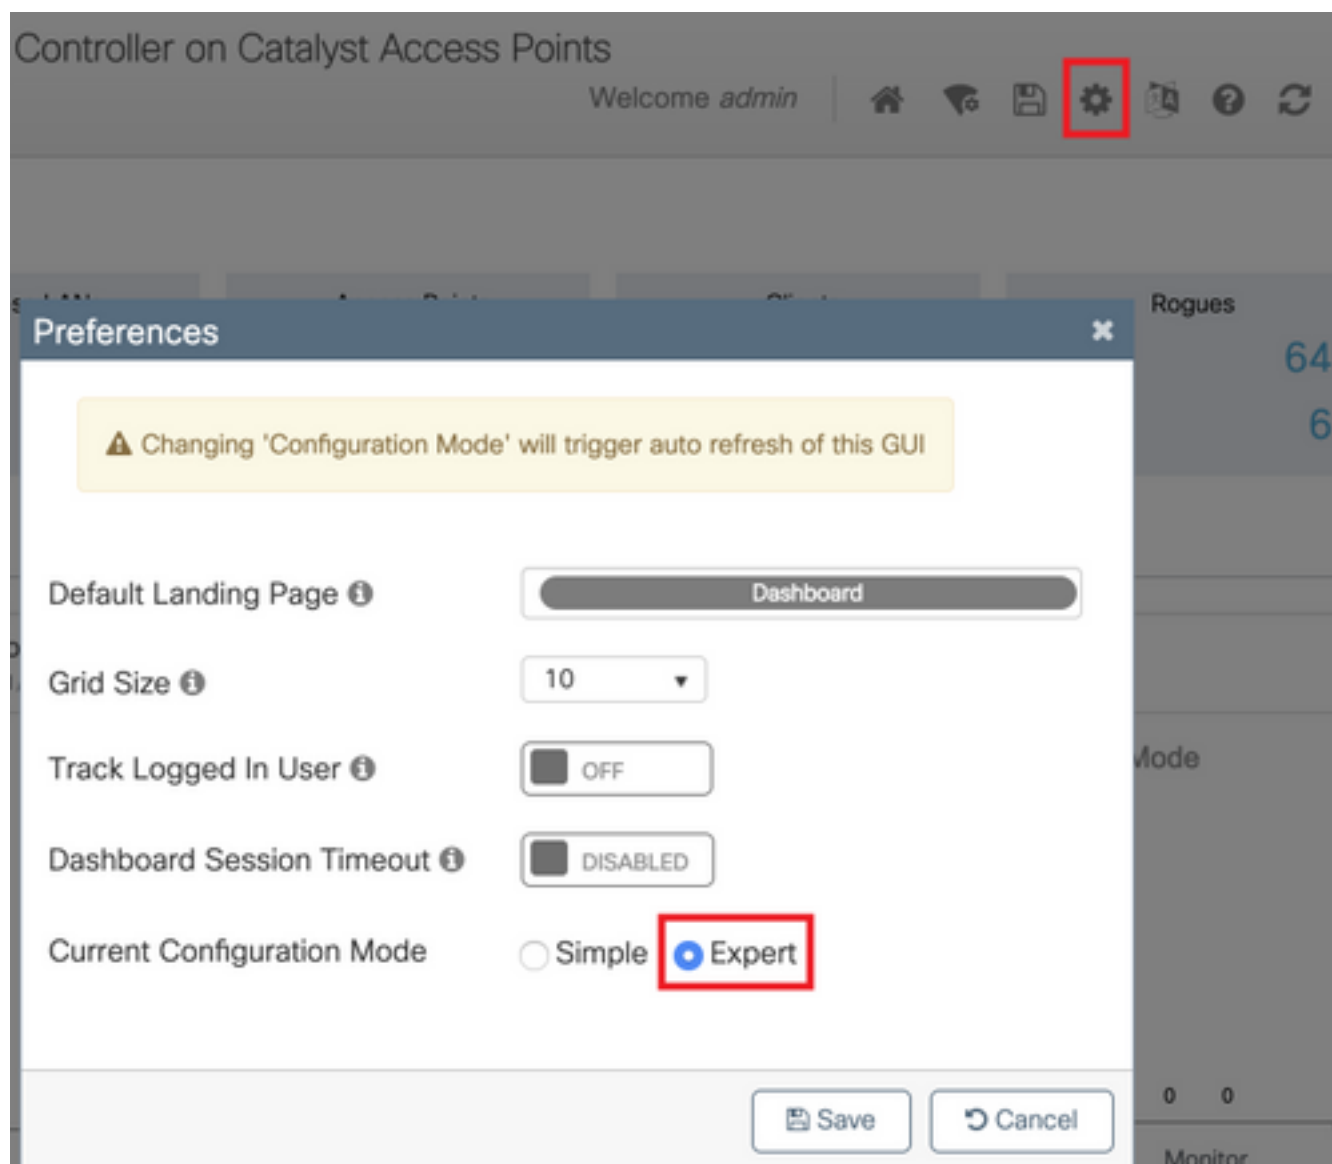 Controller on Catalyst Access Points
Welcome admin
Rogues
64
6
Preferences
Changing 'Configuration Mode' will trigger auto refresh of this GUI
Default Landing Page
Dashboard
Grid Size
10
Track Logged In User
OFF
Mode
Dashboard Session Timeout
DISABLED
Current Configuration Mode
Simple
Expert
0 0
Save
Cancel
Monitor